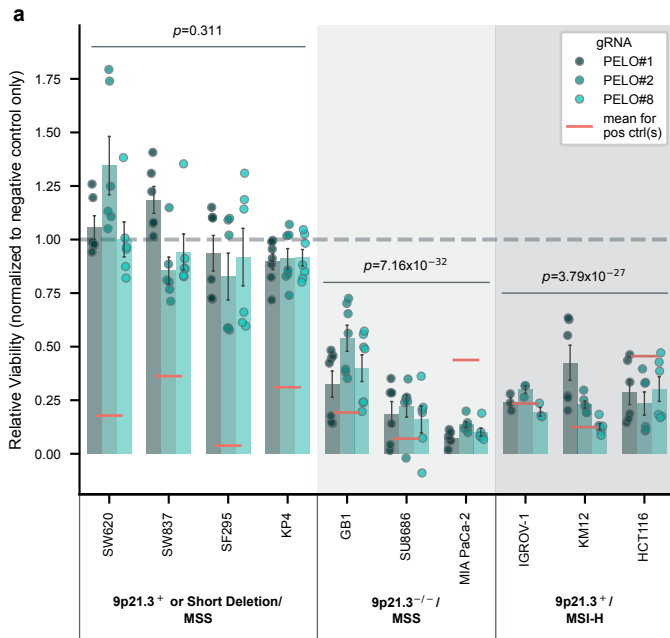 a
p=0.311
gRNA
PELO#1
PELO#2
PELO#8
mean for
pos ctrl(s)
Relative Viability (normalized to negative control only)
1.75
1.50
1.25
1.00
0.75
0.50
0.25
0.00
p=7.16x10⁻³²
p=3.79x10⁻²⁷
SW620
SW837
SF295
KP4
GB1
SU8686
MIA PaCa-2
IGROV-1
KM12
HCT116
9p21.3⁺ or Short Deletion/
MSS
9p21.3⁻/⁻/
MSS
9p21.3⁺/
MSI-H